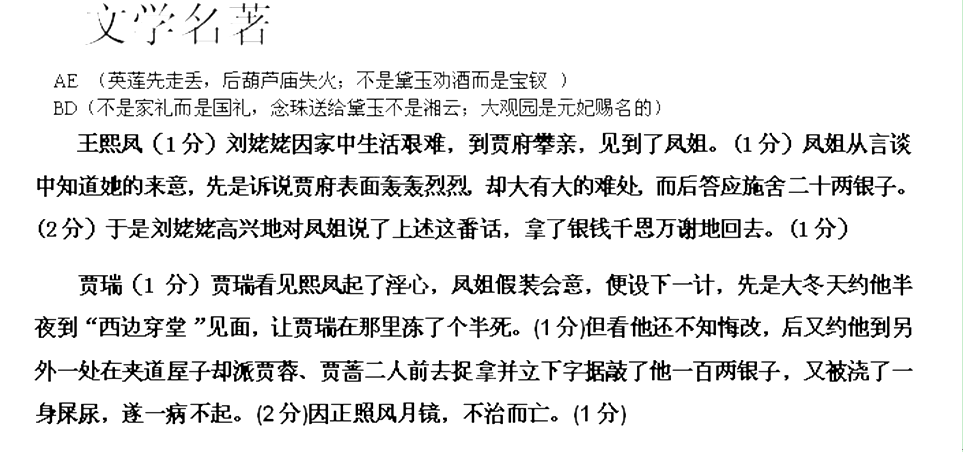 文学名著
AE （英莲先走丢，后葫芦庙失火；不是黛玉劝酒而是宝钗 ）
BD（不是家礼而是国礼，念珠送给黛玉不是湘云；大观园是元妃赐名的）
王熙凤（1 分）刘姥姥因家中生活艰难，到贾府攀亲，见到了凤姐。（1 分）凤姐从言谈
中知道她的来意，先是诉说贾府表面轰轰烈烈，却大有大的难处，而后答应施舍二十两银子。
（2 分）于是刘姥姥高兴地对凤姐说了上述这番话，拿了银钱千恩万谢地回去。（1 分）
贾瑞（1 分）贾瑞看见熙凤起了淫心，凤姐假装会意，便设下一计，先是大冬天约他半
夜到“西边穿堂”见面，让贾瑞在那里冻了个半死。(1 分)但看他还不知悔改，后又约他到另
外一处在夹道屋子却派贾蓉、贾蔷二人前去捉拿并立下字据敲了他一百两银子，又被浇了一
身屎尿，遂一病不起。(2 分)因正照风月镜，不治而亡。(1 分)